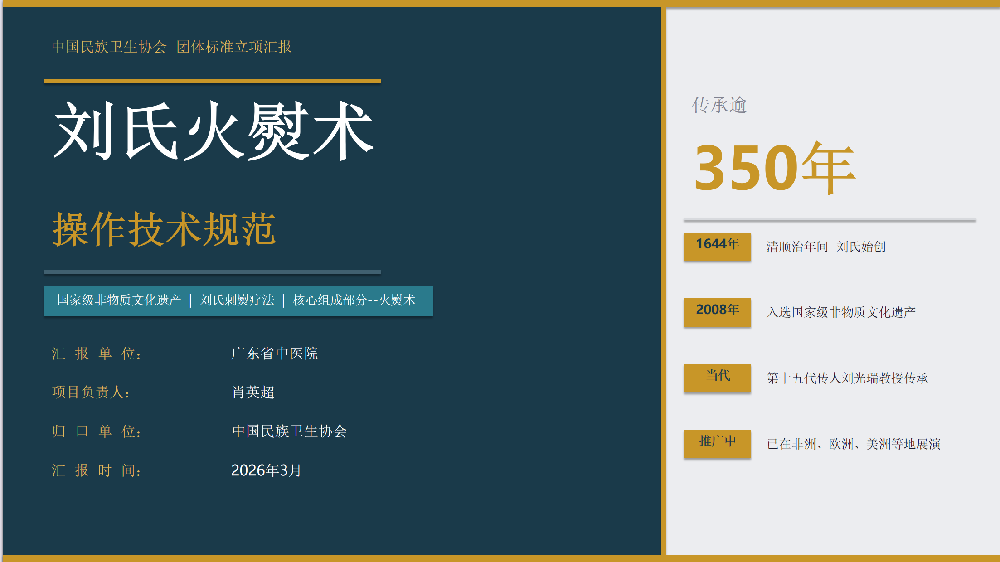 中国民族卫生协会 团体标准立项汇报
刘氏火熨术
操作技术规范
国家级非物质文化遗产 | 刘氏刺熨疗法 | 核心组成部分--火熨术
汇 报 单 位： 广东省中医院
项目负责人： 肖英超
归 口 单 位： 中国民族卫生协会
汇 报 时 间： 2026年3月
传承逾
350年
1644年 清顺治年间 刘氏始创
2008年 入选国家级非物质文化遗产
当代 第十五代传人刘光瑞教授传承
推广中 已在非洲、欧洲、美洲等地展演